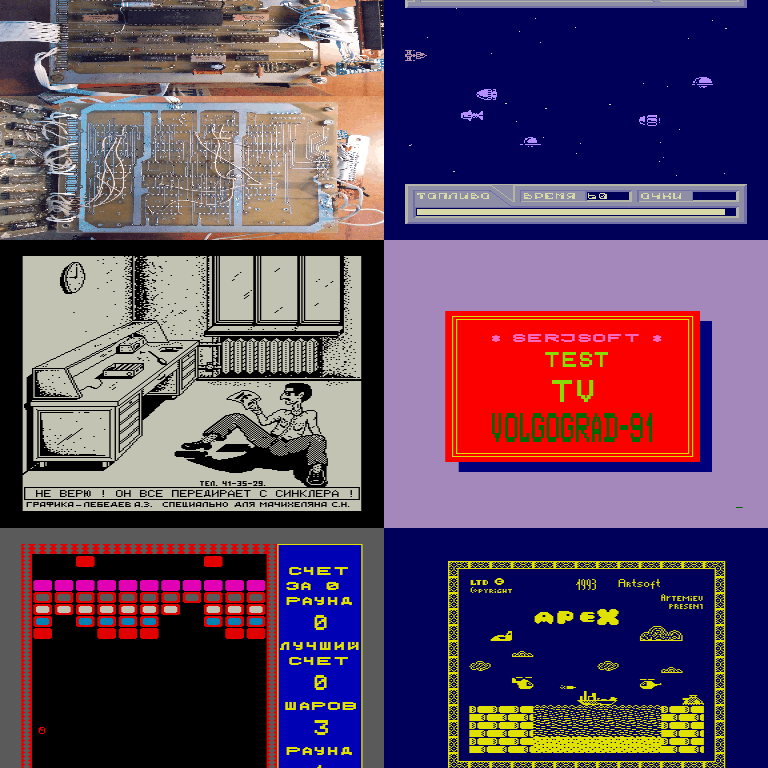 ТОПЛИВО ВРЕМЯ 60 ОЧКИ
ТЕЛ. 41-35-29.
НЕ ВЕРЮ ! ОН ВСЕ ПЕРЕДИРАЕТ С СИНКЛЕРА !
ГРАФИКА-ЛЕБЕДЕВ А.З. СПЕЦИАЛЬНО ДЛЯ МАЧИХЕЛЯНА С.Н.
* SERJSOFT *
TEST
TV
VOLGOGRAD-91
СЧЕТ
ЗА 0
РАУНД
0
ЛУЧШИЙ
СЧЕТ
0
ШАРОВ
3
РАУНД
LTD © 1993 Artsoft
COPYRIGHT
ARTEMIEV
PRESENT
APEX